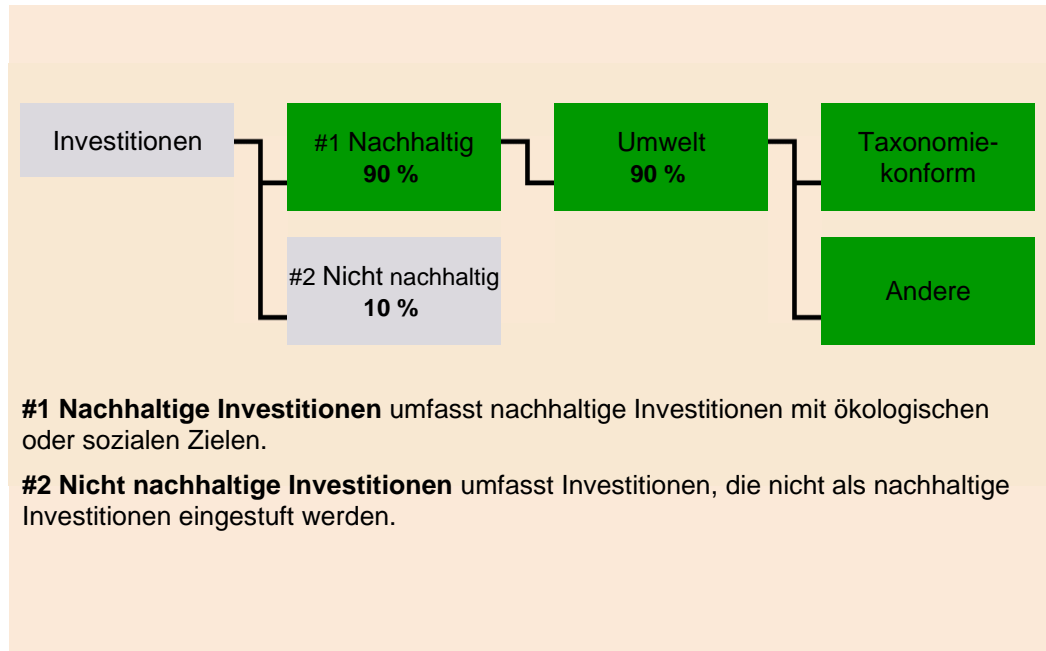 Investitionen
#1 Nachhaltig
90 %
Umwelt
90 %
Taxonomie-
konform
#2 Nicht nachhaltig
10 %
Andere
#1 Nachhaltige Investitionen umfasst nachhaltige Investitionen mit ökologischen
oder sozialen Zielen.
#2 Nicht nachhaltige Investitionen umfasst Investitionen, die nicht als nachhaltige
Investitionen eingestuft werden.